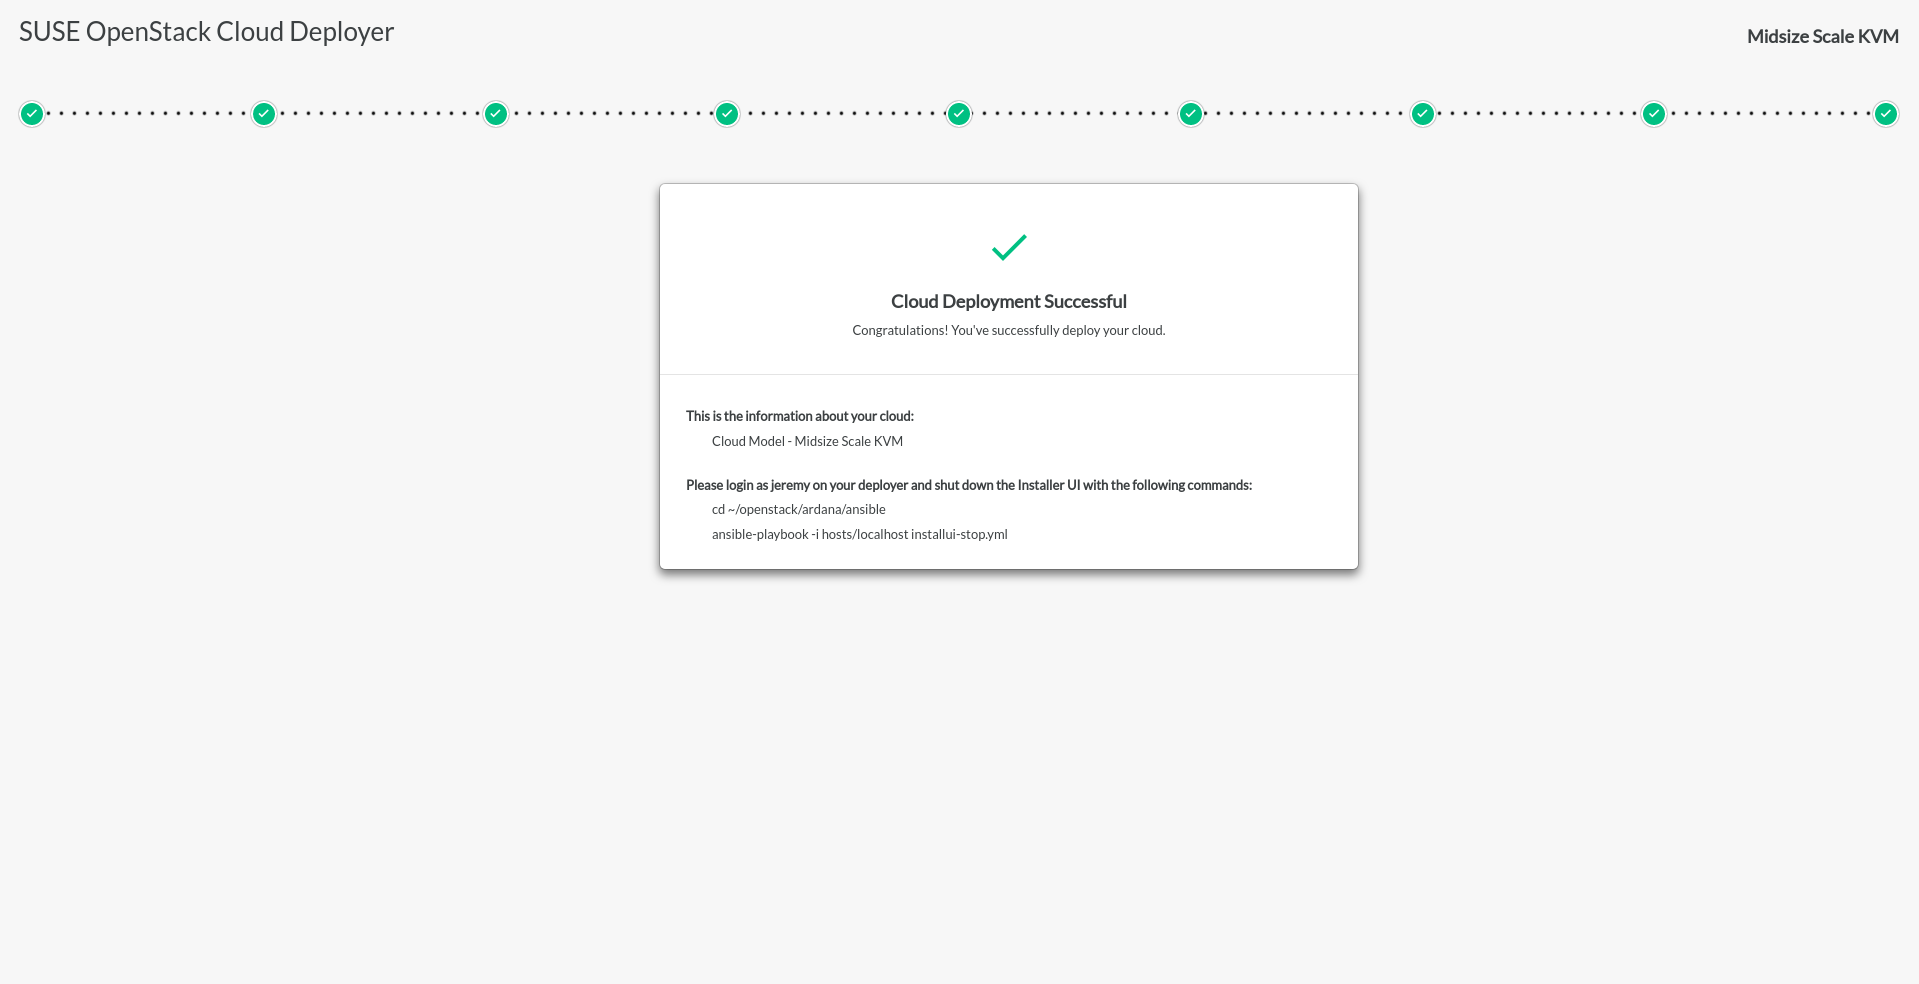 SUSE OpenStack Cloud Deployer
Midsize Scale KVM
Cloud Deployment Successful
Congratulations! You've successfully deploy your cloud.
This is the information about your cloud:
Cloud Model - Midsize Scale KVM
Please login as jeremy on your deployer and shut down the Installer UI with the following commands:
cd ~/openstack/ardana/ansible
ansible-playbook -i hosts/localhost installui-stop.yml